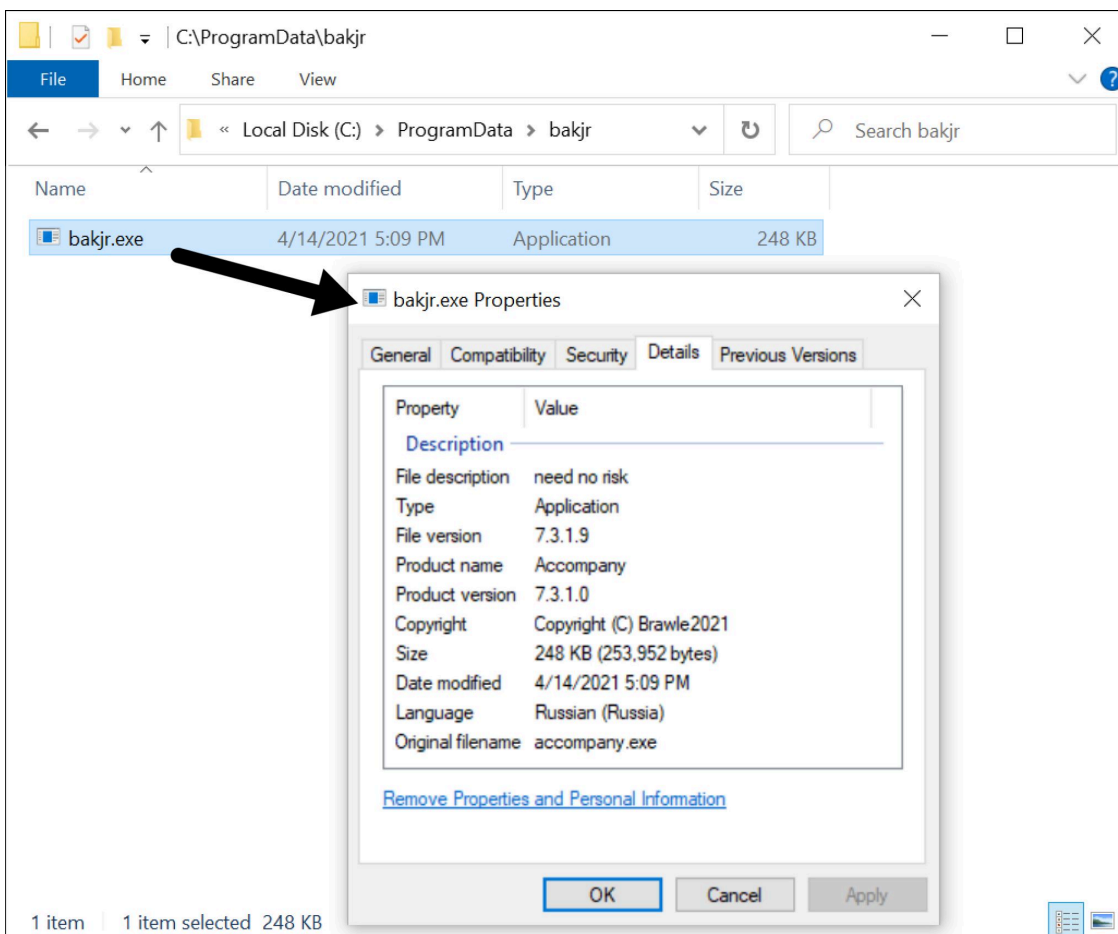 C:\ProgramData\bakjr
File Home Share View ?
« Local Disk (C:) > ProgramData > bakjr Search bakjr
Name Date modified Type Size
bakjr.exe 4/14/2021 5:09 PM Application 248 KB
bakjr.exe Properties
General Compatibility Security Details Previous Versions
Property Value
Description
File description need no risk
Type Application
File version 7.3.1.9
Product name Accompany
Product version 7.3.1.0
Copyright Copyright (C) Brawle2021
Size 248 KB (253,952 bytes)
Date modified 4/14/2021 5:09 PM
Language Russian (Russia)
Original filename accompany.exe
Remove Properties and Personal Information
OK Cancel Apply
1 item 1 item selected 248 KB